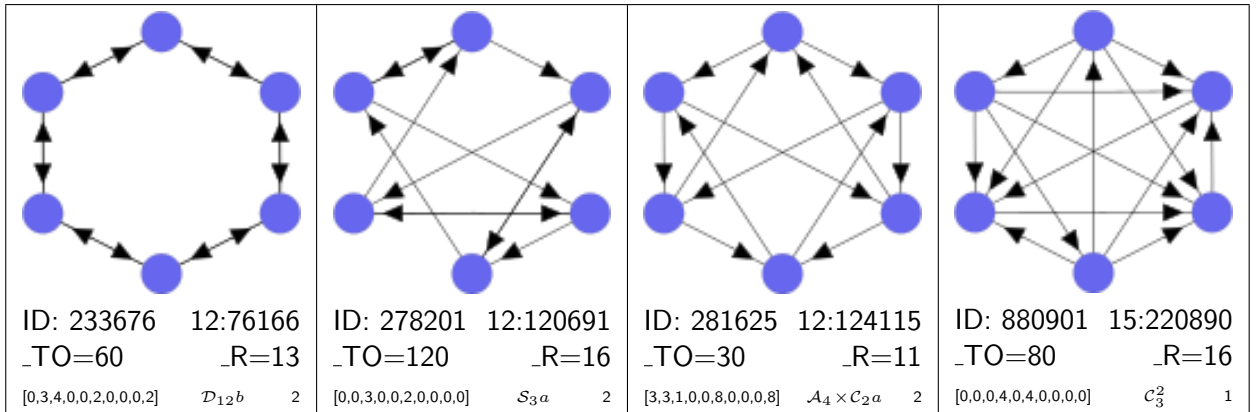 ID: 233676 12:76166
_TO=60 _R=13
[0,3,4,0,0,2,0,0,0,2] 𝒟₁₂b 2
ID: 278201 12:120691
_TO=120 _R=16
[0,0,3,0,0,2,0,0,0,0] 𝒮₃a 2
ID: 281625 12:124115
_TO=30 _R=11
[3,3,1,0,0,8,0,0,0,8] 𝒜₄×𝒞₂a 2
ID: 880901 15:220890
_TO=80 _R=16
[0,0,0,4,0,4,0,0,0,0] 𝒞₃² 1